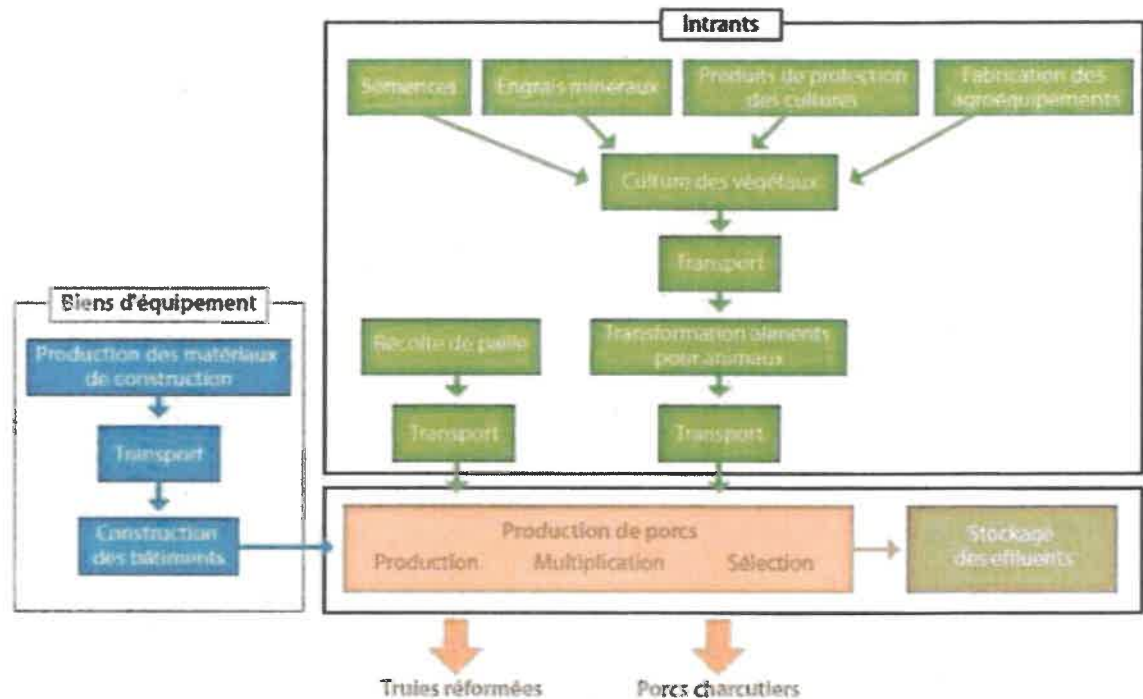 Intrants
Semences
Engrais minéraux
Produits de protection
des cultures
Fabrication des
agroéquipements
Culture des végétaux
Transport
Biens d'équipement
Production des matériaux
de construction
Transport
Construction
des bâtiments
Récolte de paille
Transport
Transformation aliments
pour animaux
Transport
Production de porcs
Production Multiplication Sélection
Stockage
des effluents
Truies réformées
Porcs charcutiers